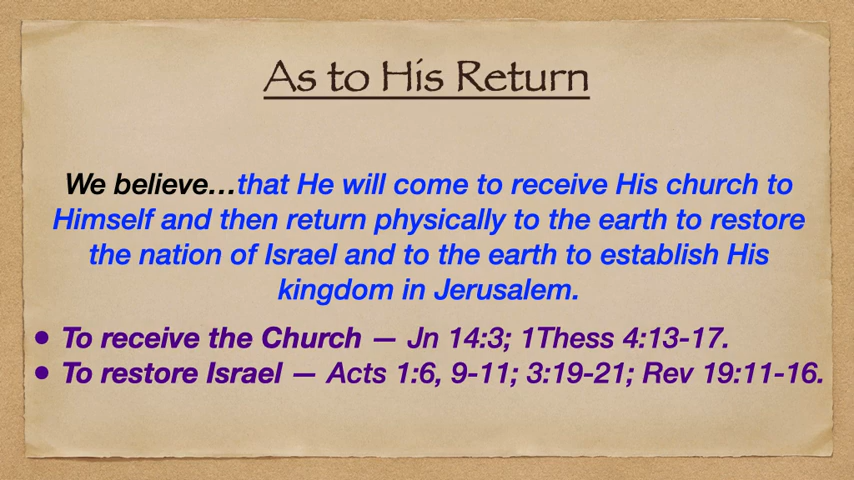 As to His Return
We believe…that He will come to receive His church to
Himself and then return physically to the earth to restore
the nation of Israel and to the earth to establish His
kingdom in Jerusalem.
• To receive the Church — Jn 14:3; 1Thess 4:13-17.
• To restore Israel — Acts 1:6, 9-11; 3:19-21; Rev 19:11-16.